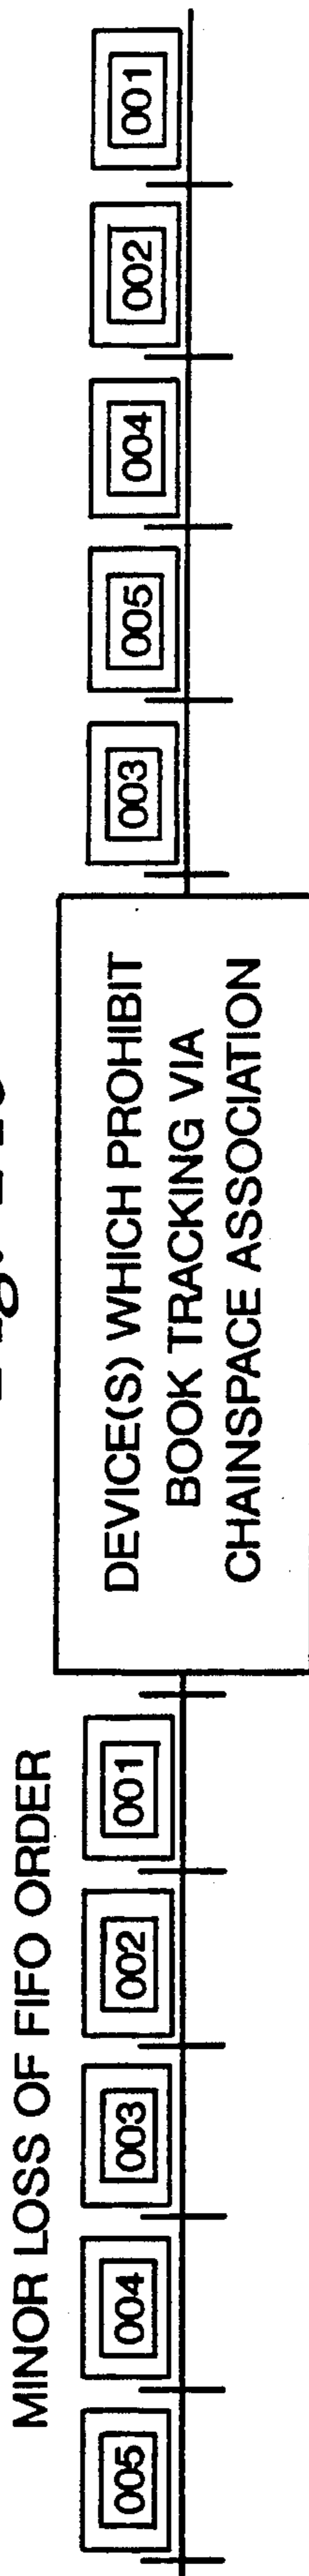 MINOR LOSS OF FIFO ORDER
005 004 003 002 001
DEVICE(S) WHICH PROHIBIT
BOOK TRACKING VIA
CHAINSPACE ASSOCIATION
003 005 004 002 001